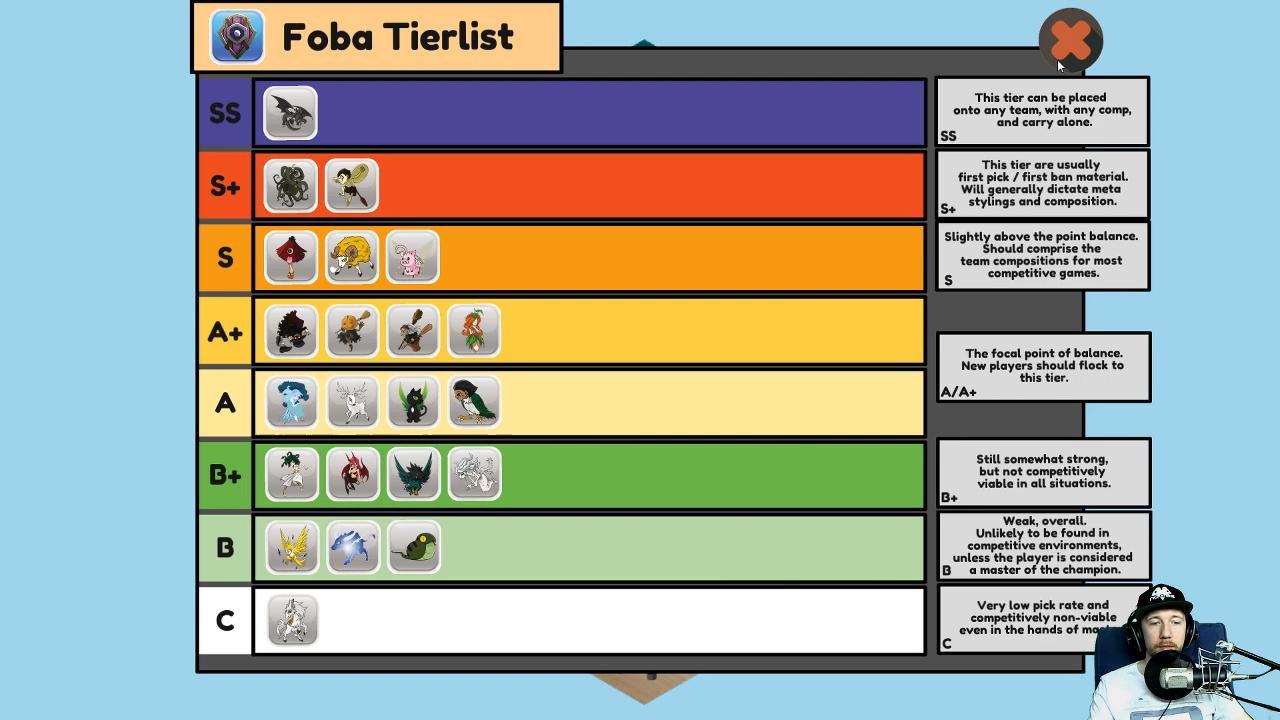 Foba Tierlist
SS
This tier can be placed
onto any team, with any comp,
and carry alone.
SS
S+
This tier are usually
first pick / first ban material.
Will generally dictate meta
stylings and composition.
S+
S
Slightly above the point balance.
Should comprise the
team compositions for most
competitive games.
S
A+
The focal point of balance.
New players should flock to
this tier.
A/A+
A
B+
Still somewhat strong,
but not competitively
viable in all situations.
B+
B
Weak, overall.
Unlikely to be found in
competitive environments,
unless the player is considered
a master of the champion.
B
C
Very low pick rate and
competitively non-viable
even in the hands of
C